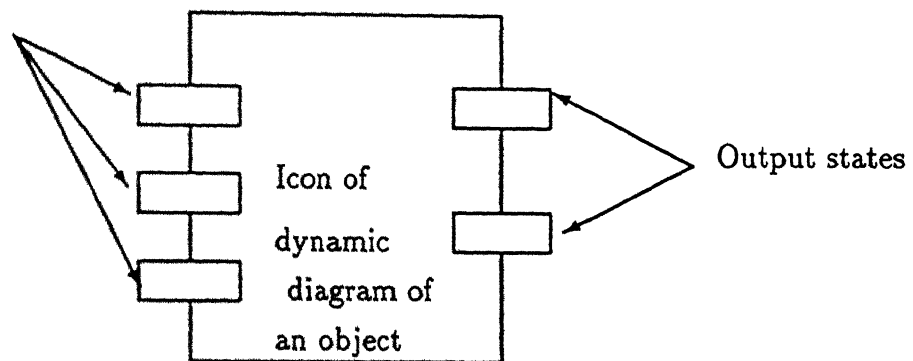 Icon of
dynamic
diagram of
an object
Output states